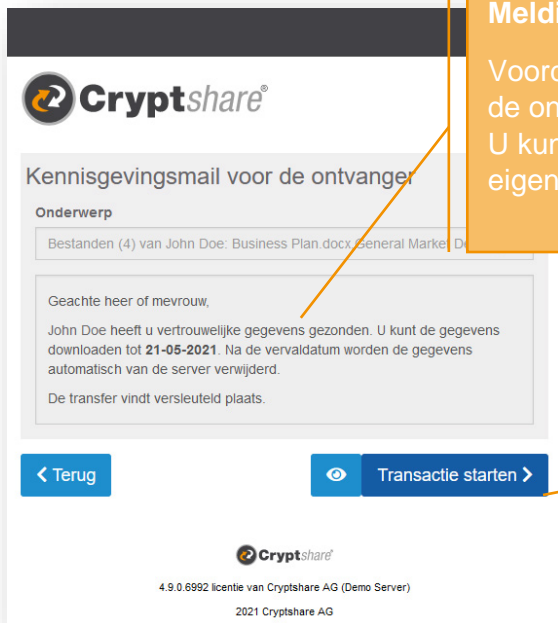 Meldi
Voord
de on
U kun
eigen
Cryptshare®
Kennisgevingsmail voor de ontvanger
Onderwerp
Bestanden (4) van John Doe: Business Plan.docx,General Market D
Geachte heer of mevrouw,
John Doe heeft u vertrouwelijke gegevens gezonden. U kunt de gegevens
downloaden tot 21-05-2021. Na de vervaldatum worden de gegevens
automatisch van de server verwijderd.
De transfer vindt versleuteld plaats.
Terug
Transactie starten
Cryptshare®
4.9.0.6992 licentie van Cryptshare AG (Demo Server)
2021 Cryptshare AG